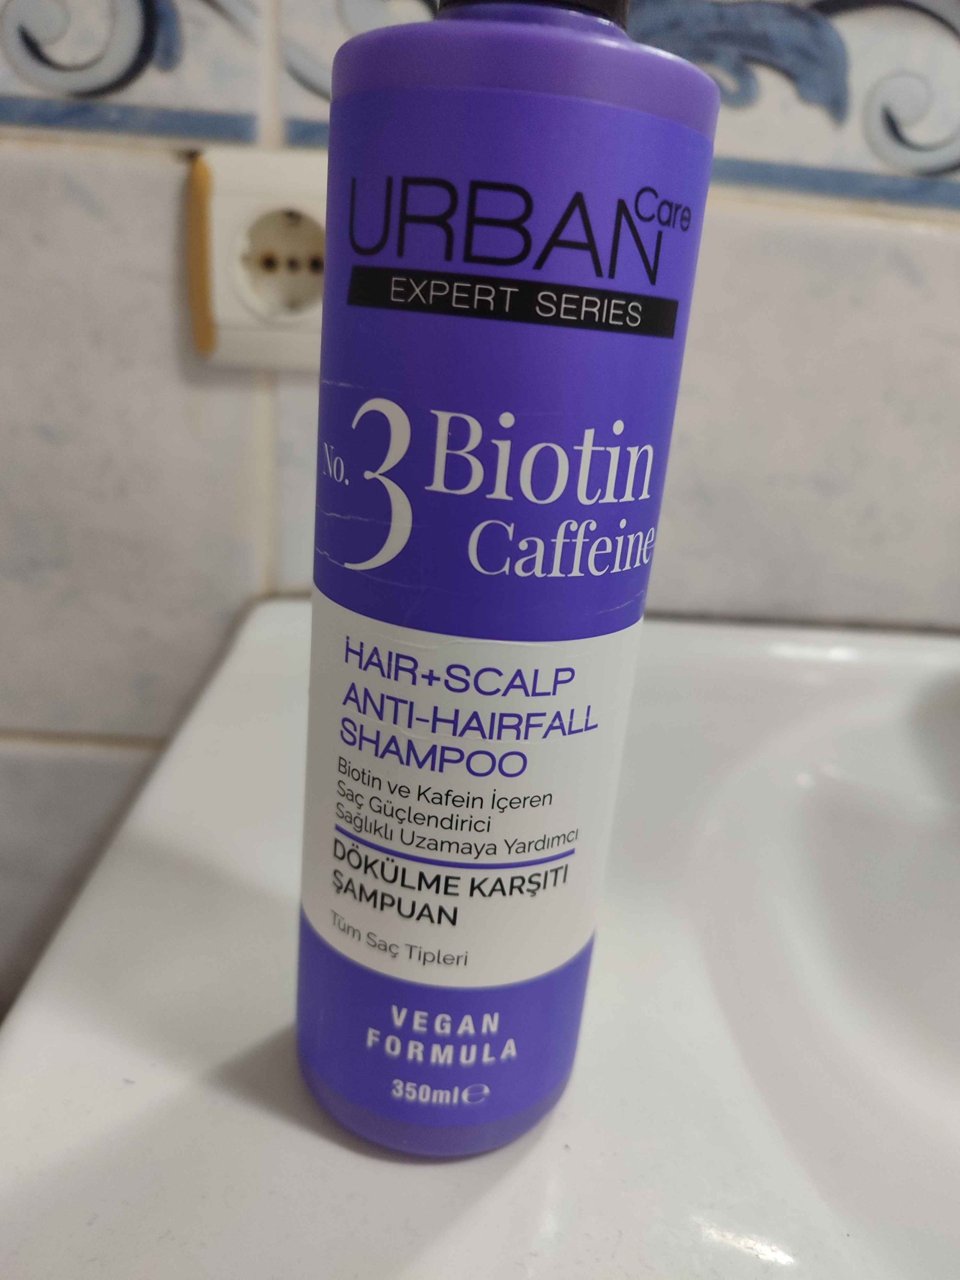 URBAN Care
EXPERT SERIES
No. 3 Biotin
Caffeine
HAIR+SCALP
ANTI-HAIRFALL
SHAMPOO
Biotin ve Kafein İçeren
Saç Güçlendirici
Sağlıklı Uzamaya Yardımcı
DÖKÜLME KARŞITI
ŞAMPUAN
Tüm Saç Tipleri
VEGAN
FORMULA
350ml℮